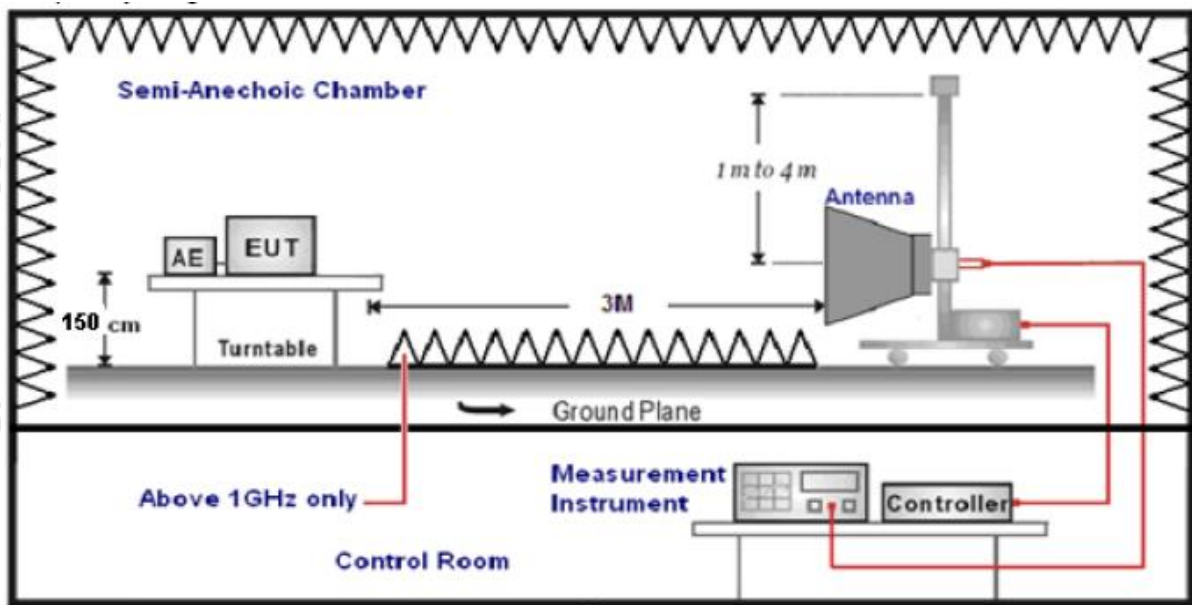 Semi-Anechoic Chamber
1 m to 4 m
Antenna
AE
EUT
3M
150 cm
Turntable
Ground Plane
Above 1GHz only
Measurement
Instrument
Controller
Control Room